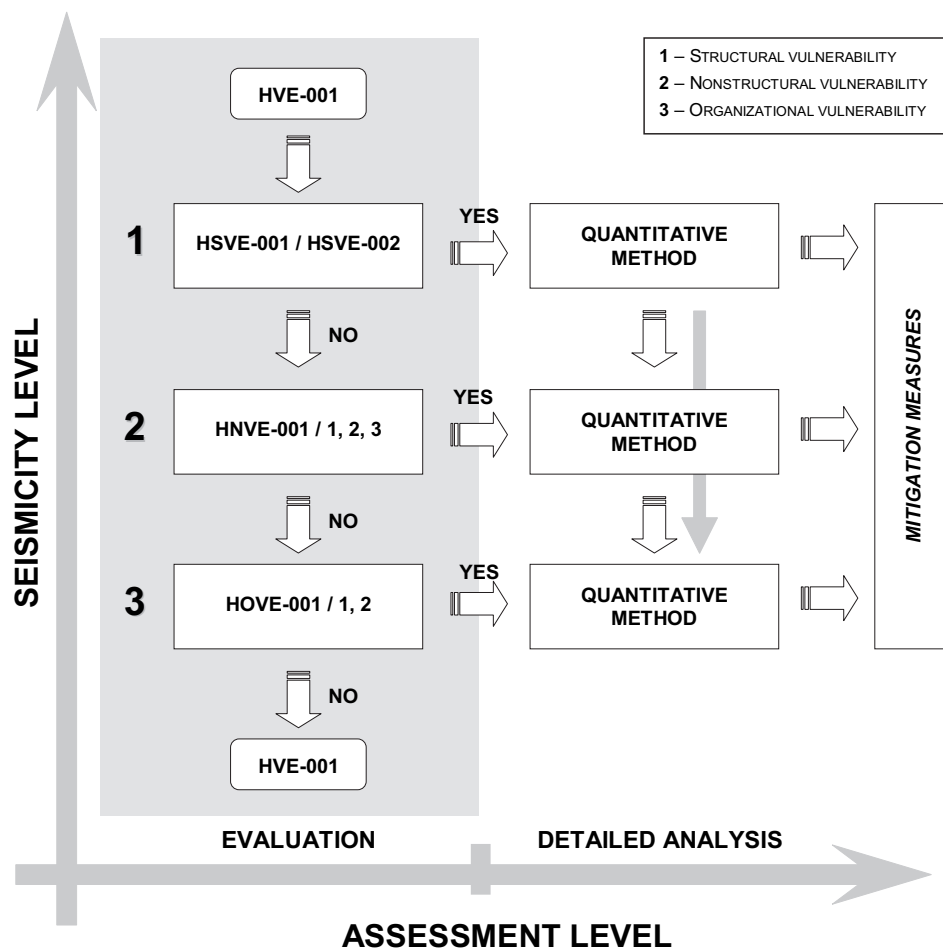 1 – STRUCTURAL VULNERABILITY
2 – NONSTRUCTURAL VULNERABILITY
3 – ORGANIZATIONAL VULNERABILITY
HVE-001
1
HSVE-001 / HSVE-002
YES
QUANTITATIVE
METHOD
NO
2
HNVE-001 / 1, 2, 3
YES
QUANTITATIVE
METHOD
NO
3
HOVE-001 / 1, 2
YES
QUANTITATIVE
METHOD
NO
HVE-001
MITIGATION MEASURES
SEISMICITY LEVEL
EVALUATION
DETAILED ANALYSIS
ASSESSMENT LEVEL